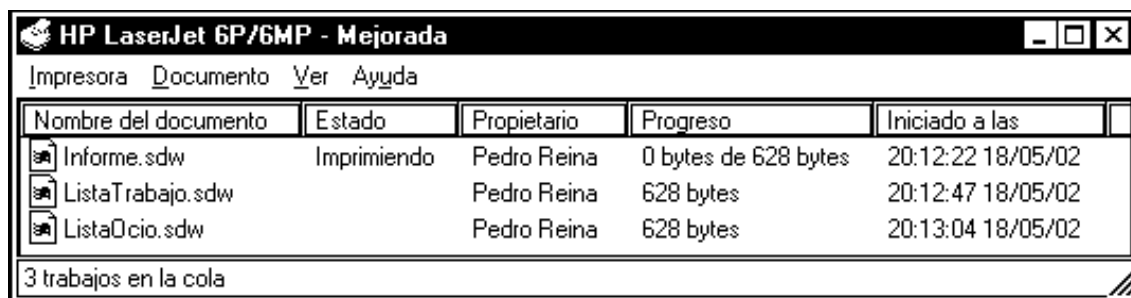 HP LaserJet 6P/6MP - Mejorada
Impresora Documento Ver Ayuda
Nombre del documento Estado Propietario Progreso Iniciado a las
Informe.sdw Imprimiendo Pedro Reina 0 bytes de 628 bytes 20:12:22 18/05/02
ListaTrabajo.sdw Pedro Reina 628 bytes 20:12:47 18/05/02
ListaOcio.sdw Pedro Reina 628 bytes 20:13:04 18/05/02
3 trabajos en la cola